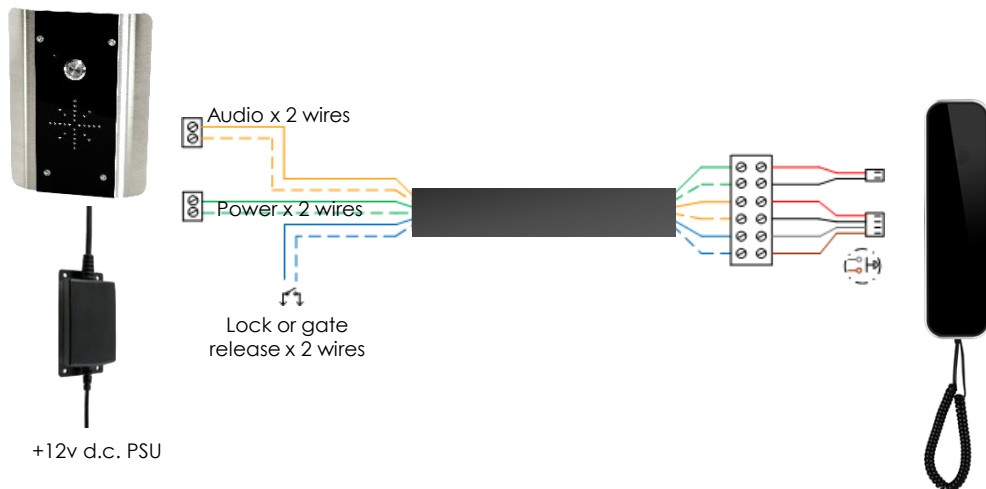 Audio x 2 wires
Power x 2 wires
Lock or gate
release x 2 wires
+12v d.c. PSU